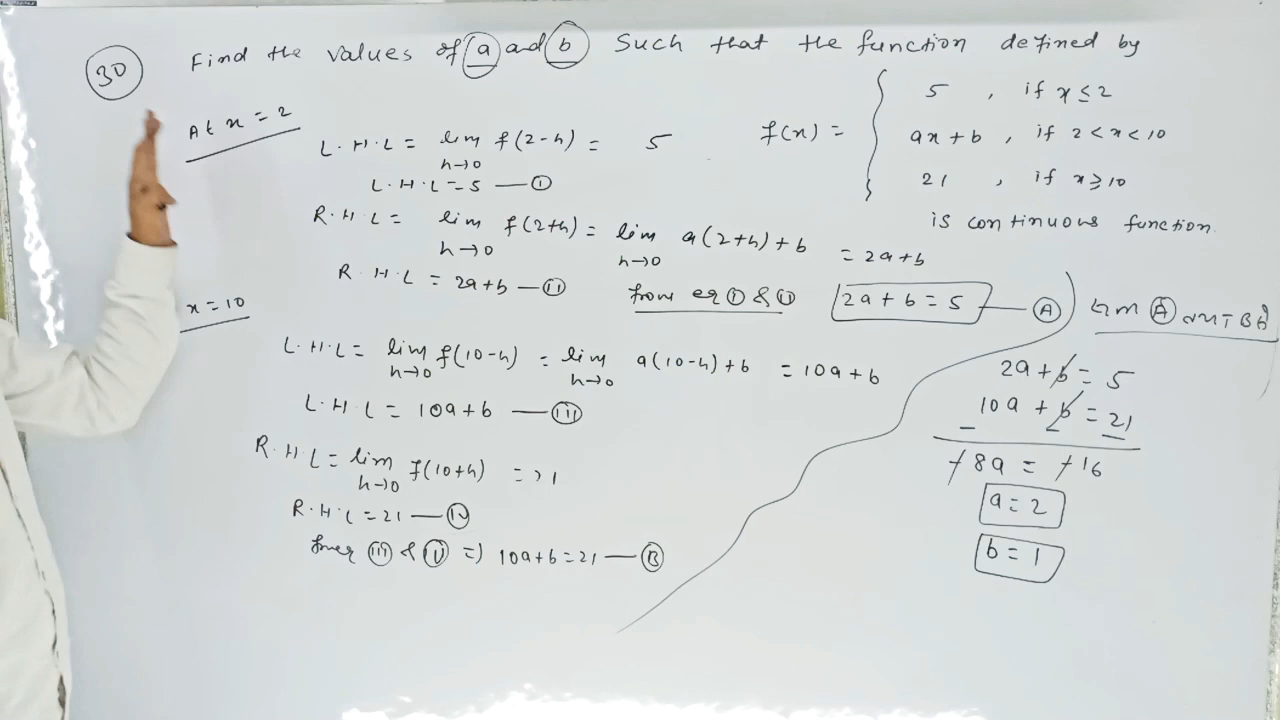 (30) Find the values of (a) and (b) Such that the function defined by
f(x) = { 5 , if x ≤ 2
ax + b , if 2 < x < 10
21 , if x ≥ 10
is continuous function.
At x = 2
L.H.L = lim h→0 f(2-h) = 5
L.H.L = 5 — (i)
R.H.L = lim h→0 f(2+h) = lim h→0 a(2+h) + b = 2a+b
R.H.L = 2a+b — (ii)
from eq (i) & (ii) 2a + b = 5 — (A)
x = 10
L.H.L = lim h→0 f(10-h) = lim h→0 a(10-h) + b = 10a + b
L.H.L = 10a + b — (iii)
R.H.L = lim h→0 f(10+h) = 21
R.H.L = 21 — (iv)
(iii) & =) 10a + b = 21 — (B)
(A) B
2a + b = 5
10a + b = 21
- - -
-8a = -16
a = 2
b = 1